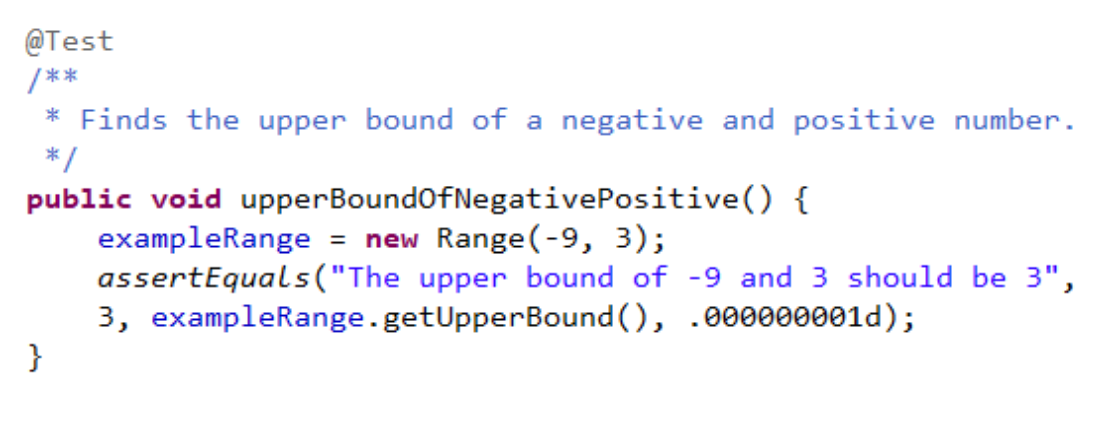 @Test
/**
 * Finds the upper bound of a negative and positive number.
 */
public void upperBoundOfNegativePositive() {
    exampleRange = new Range(-9, 3);
    assertEquals("The upper bound of -9 and 3 should be 3",
    3, exampleRange.getUpperBound(), .000000001d);
}